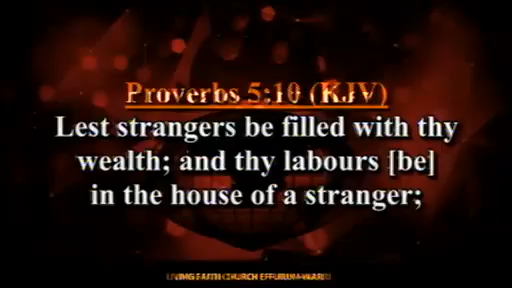 Proverbs 5:10 (KJV)
Lest strangers be filled with thy
wealth; and thy labours [be]
in the house of a stranger;
LIVING FAITH CHURCH EFFURUN-WARRI